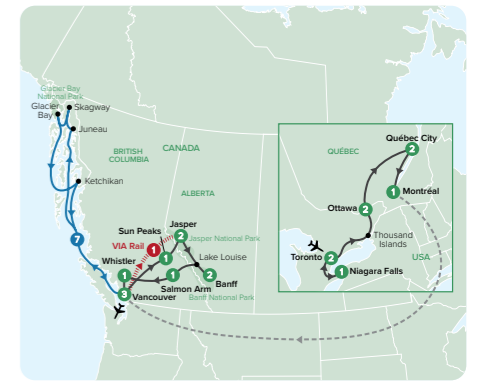 Glacier Bay
National Park
Glacier
Bay
Skagway
Juneau
BRITISH
COLUMBIA
CANADA
Ketchikan
ALBERTA
7
Sun Peaks
Jasper
VIA Rail
1
2
Jasper National Park
1
Whistler
Lake Louise
1
1
2
Banff
Salmon Arm
3
Vancouver
Banff National Park
Québec City
QUÉBEC
2
1
Montréal
Ottawa
2
Thousand
Islands
Toronto
2
USA
1
Niagara Falls